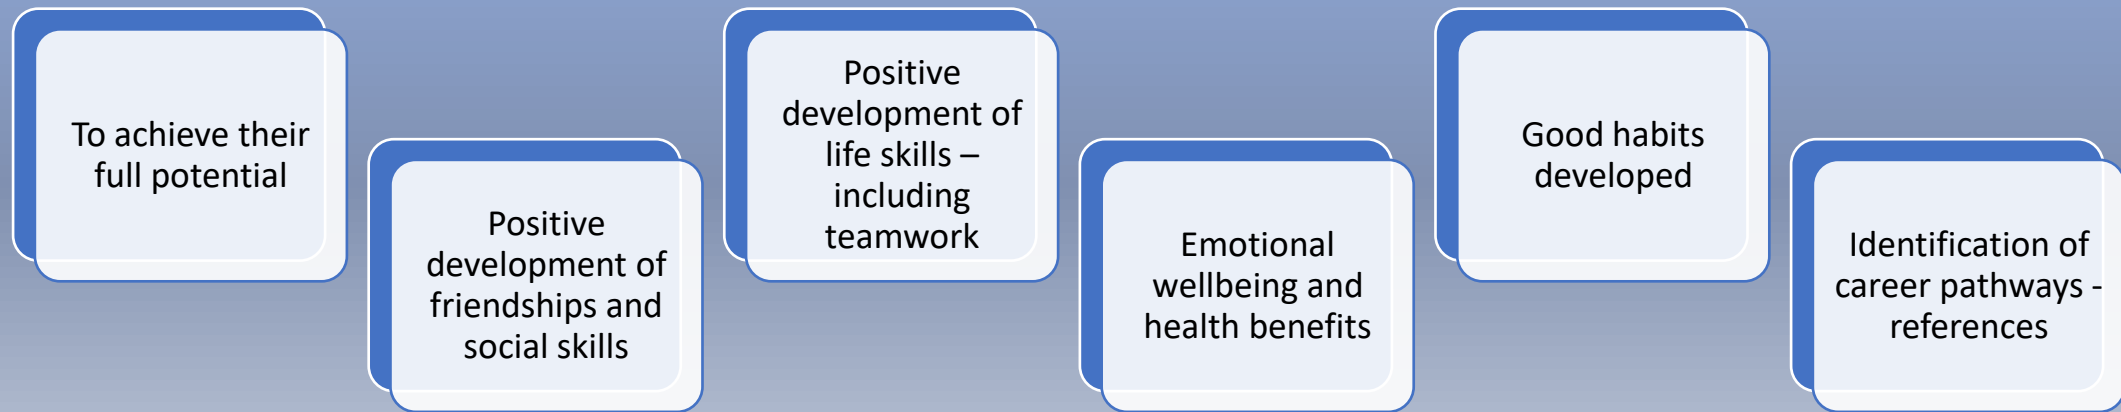 To achieve their
full potential
Positive
development of
friendships and
social skills
Positive
development of
life skills –
including
teamwork
Emotional
wellbeing and
health benefits
Good habits
developed
Identification of
career pathways -
references